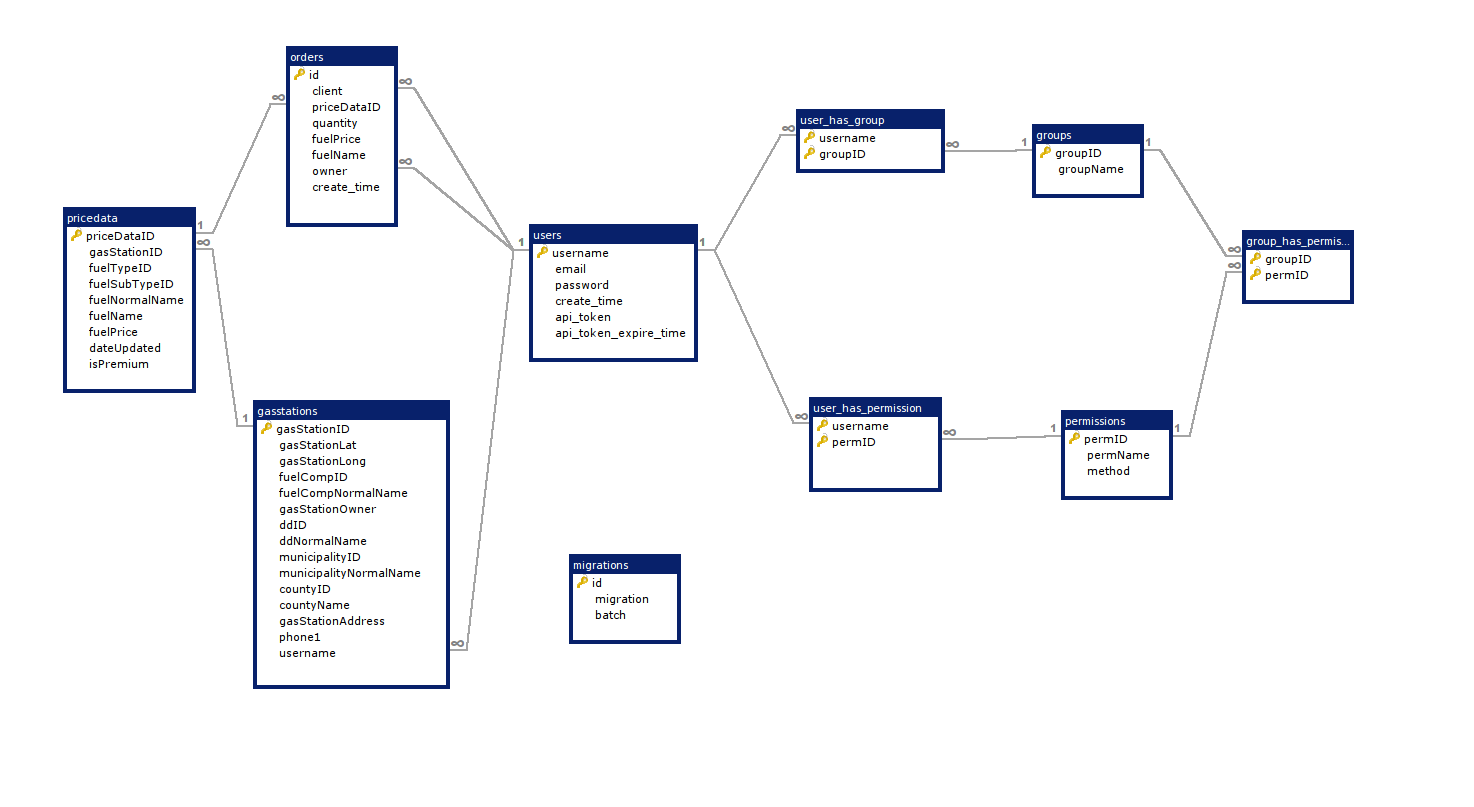 orders
id
client
priceDataID
quantity
fuelPrice
fuelName
owner
create_time
∞
∞
∞
pricedata
priceDataID
gasStationID
fuelTypeID
fuelSubTypeID
fuelNormalName
fuelName
fuelPrice
dateUpdated
isPremium
1
∞
gasstations
gasStationID
gasStationLat
gasStationLong
fuelCompID
fuelCompNormalName
gasStationOwner
ddID
ddNormalName
municipalityID
municipalityNormalName
countyID
countyName
gasStationAddress
phone1
username
1
∞
users
username
email
password
create_time
api_token
api_token_expire_time
1
1
user_has_group
username
groupID
∞
∞
groups
groupID
groupName
1
1
group_has_permis...
groupID
permID
∞
∞
user_has_permission
username
permID
∞
∞
permissions
permID
permName
method
1
1
migrations
id
migration
batch